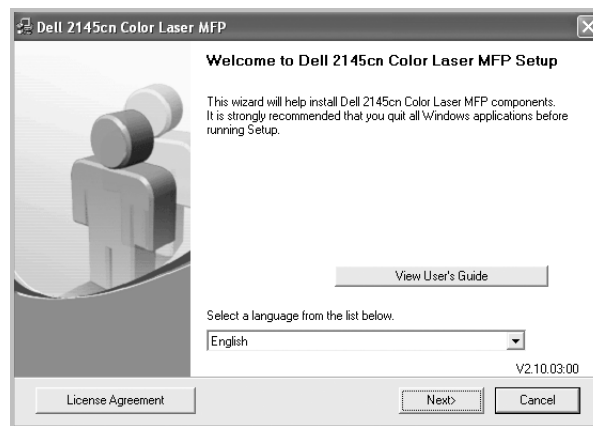 Dell 2145cn Color Laser MFP
Welcome to Dell 2145cn Color Laser MFP Setup
This wizard will help install Dell 2145cn Color Laser MFP components.
It is strongly recommended that you quit all Windows applications before
running Setup.
View User's Guide
Select a language from the list below.
English
V2.10.03:00
License Agreement
Next>
Cancel